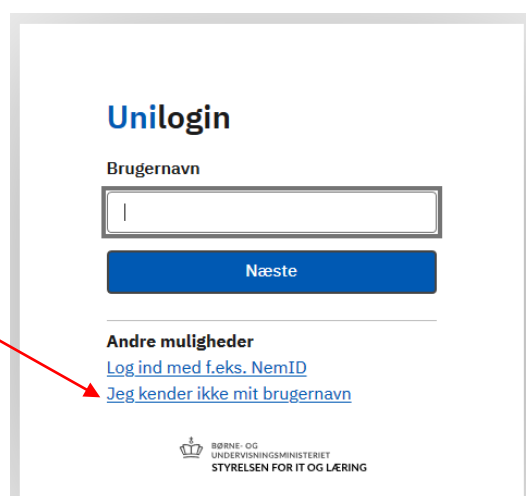 Unilogin
Brugernavn
Næste
Andre muligheder
Log ind med f.eks. NemID
Jeg kender ikke mit brugernavn
BØRNE- OG
UNDERVISNINGSMINISTERIET
STYRELSEN FOR IT OG LÆRING